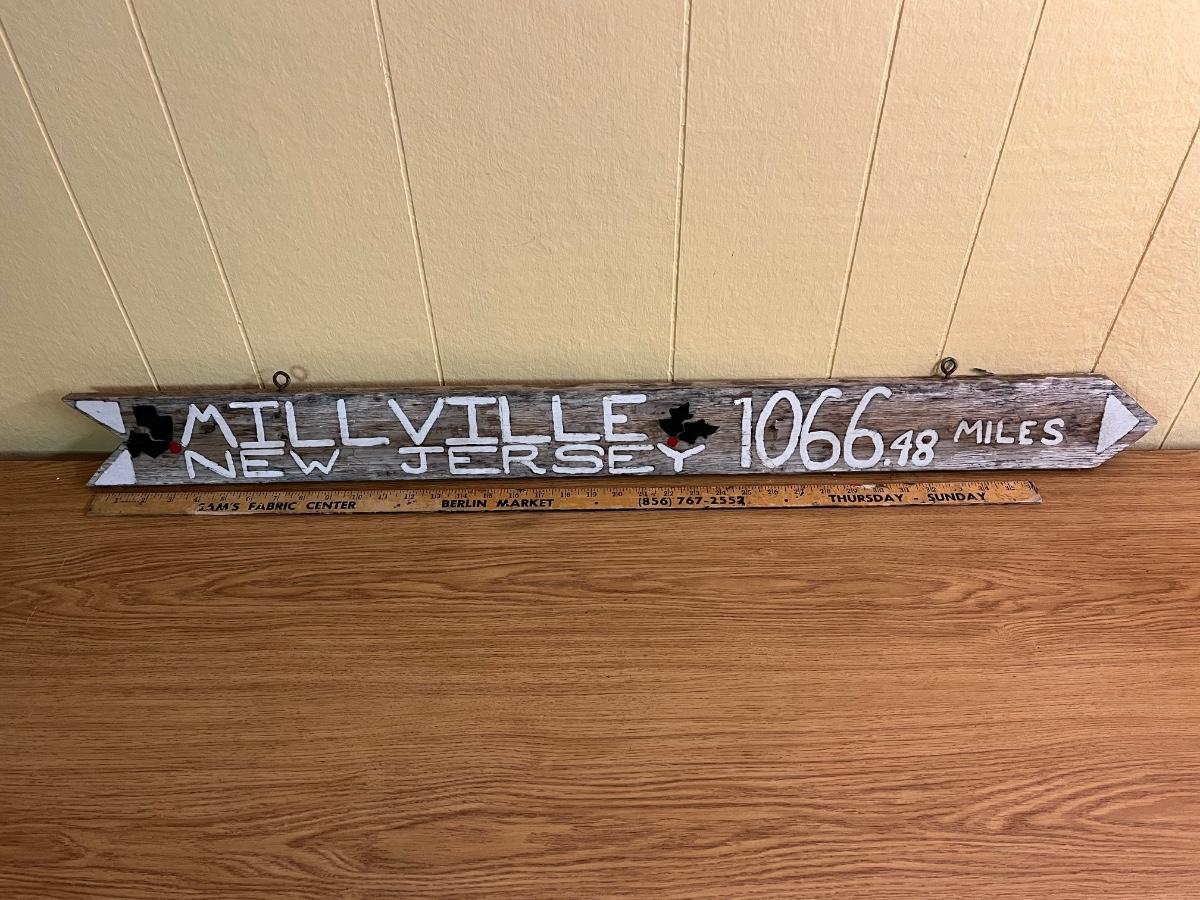 MILLVILLE
NEW JERSEY
1066.48 MILES
SAM'S FABRIC CENTER BERLIN MARKET (856) 767-2552 THURSDAY - SUNDAY